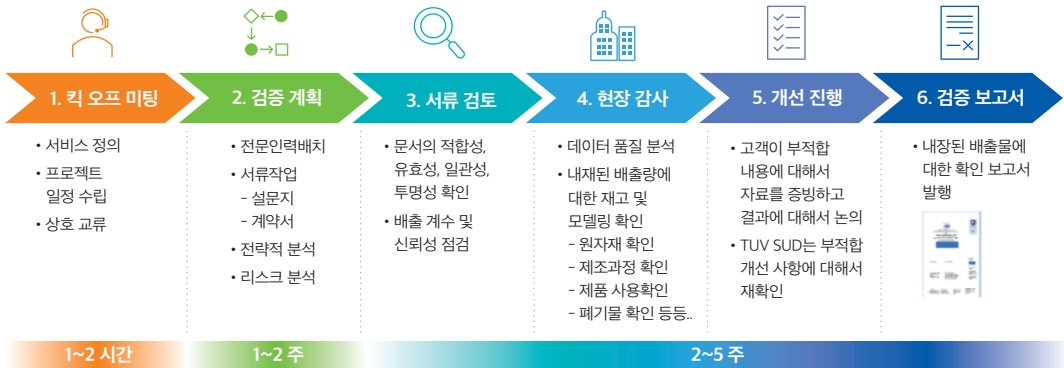 1. 킥 오프 미팅
• 서비스 정의
• 프로젝트
일정 수립
• 상호 교류
2. 검증 계획
• 전문인력배치
• 서류작업
- 설문지
- 계약서
• 전략적 분석
• 리스크 분석
3. 서류 검토
• 문서의 적합성,
유효성, 일관성,
투명성 확인
• 배출 계수 및
신뢰성 점검
4. 현장 감사
• 데이터 품질 분석
• 내재된 배출량에
대한 재고 및
모델링 확인
- 원자재 확인
- 제조과정 확인
- 제품 사용확인
- 폐기물 확인 등등..
5. 개선 진행
• 고객이 부적합
내용에 대해서
자료를 증빙하고
결과에 대해서 논의
• TUV SUD는 부적합
개선 사항에 대해서
재확인
6. 검증 보고서
• 내장된 배출물에
대한 확인 보고서
발행
1~2 시간
1~2 주
2~5 주